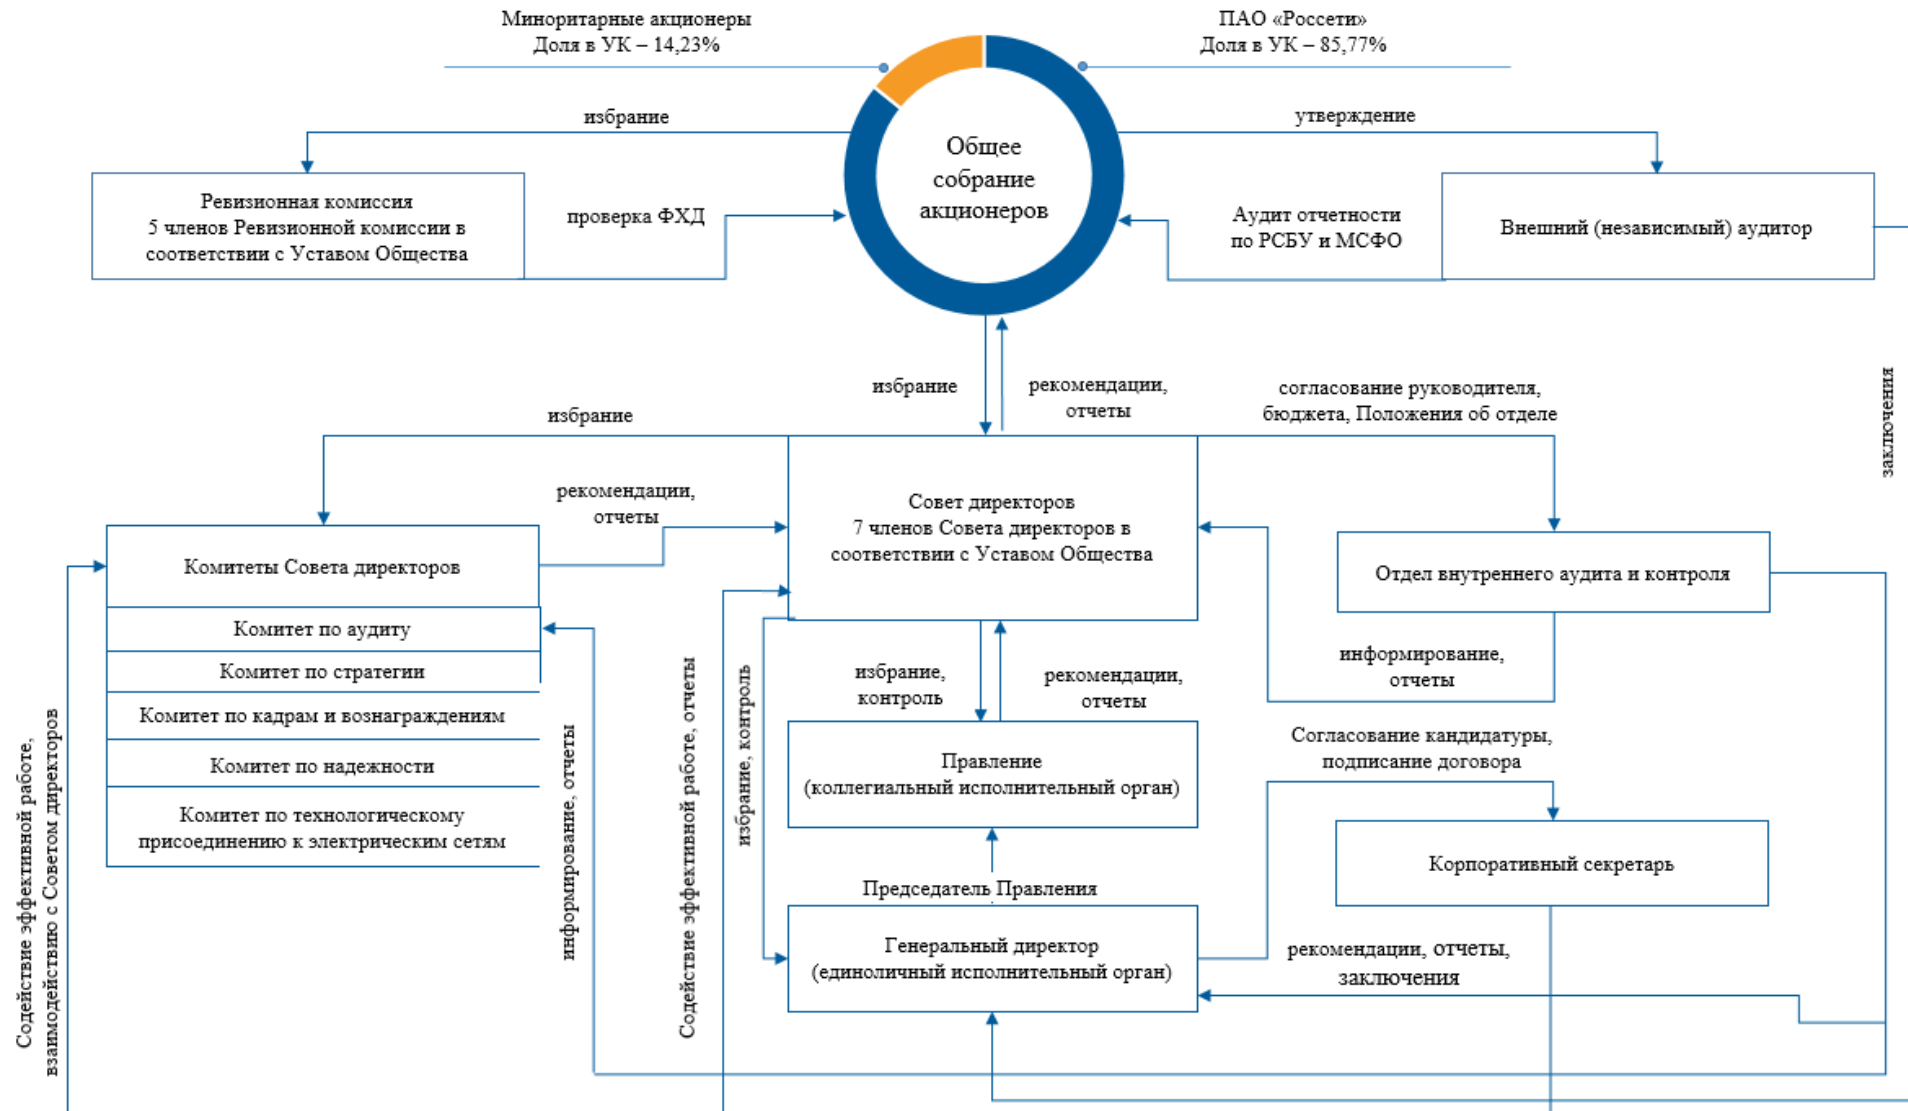 Миноритарные акционеры
Доля в УК – 14,23%
ПАО «Россети»
Доля в УК – 85,77%
избрание
утверждение
Общее
собрание
акционеров
Ревизионная комиссия
5 членов Ревизионной комиссии в
соответствии с Уставом Общества
проверка ФХД
Аудит отчетности
по РСБУ и МСФО
Внешний (независимый) аудитор
избрание
рекомендации,
отчеты
согласование руководителя,
бюджета, Положения об отделе
заключения
избрание
рекомендации,
отчеты
Совет директоров
7 членов Совета директоров в
соответствии с Уставом Общества
Комитеты Совета директоров
Отдел внутреннего аудита и контроля
Комитет по аудиту
Комитет по стратегии
Комитет по кадрам и вознаграждениям
Комитет по надежности
Комитет по технологическому
присоединению к электрическим сетям
избрание,
контроль
рекомендации,
отчеты
информирование,
отчеты
Содействие эффективной работе,
взаимодействию с Советом директоров
информирование, отчеты
Содействие эффективной работе, отчеты
избрание, контроль
Правление
(коллегиальный исполнительный орган)
Согласование кандидатуры,
подписание договора
Корпоративный секретарь
Председатель Правления
Генеральный директор
(единоличный исполнительный орган)
рекомендации, отчеты,
заключения